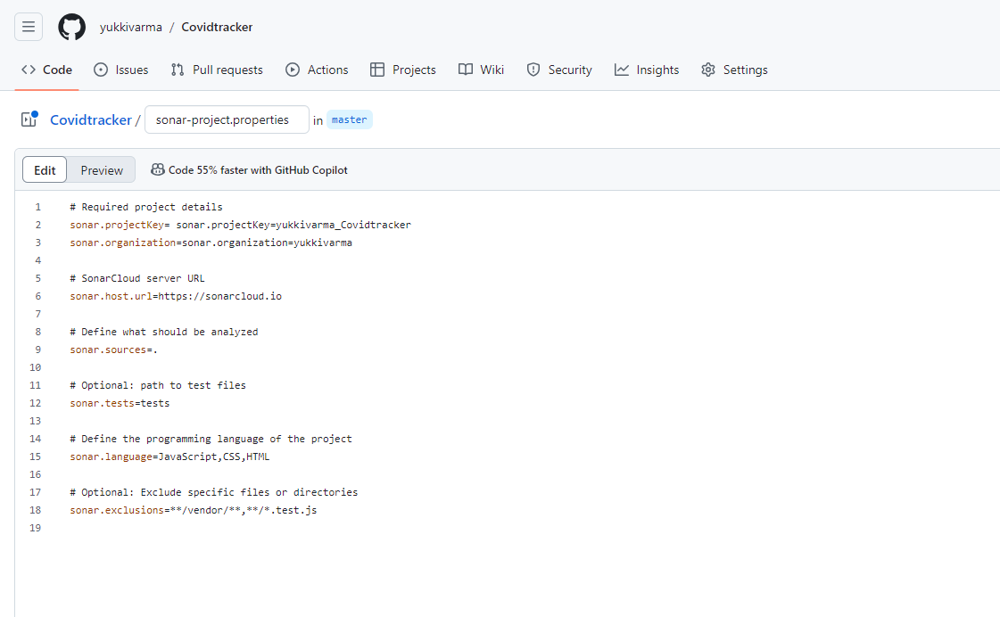 yukkivarma / Covidtracker
Code Issues Pull requests Actions Projects Wiki Security Insights Settings
Covidtracker / sonar-project.properties in master
Edit Preview Code 55% faster with GitHub Copilot
1 # Required project details
2 sonar.projectKey= sonar.projectKey=yukkivarma_Covidtracker
3 sonar.organization=sonar.organization=yukkivarma
4
5 # SonarCloud server URL
6 sonar.host.url=https://sonarcloud.io
7
8 # Define what should be analyzed
9 sonar.sources=.
10
11 # Optional: path to test files
12 sonar.tests=tests
13
14 # Define the programming language of the project
15 sonar.language=JavaScript,CSS,HTML
16
17 # Optional: Exclude specific files or directories
18 sonar.exclusions=**/vendor/**,**/*.test.js
19